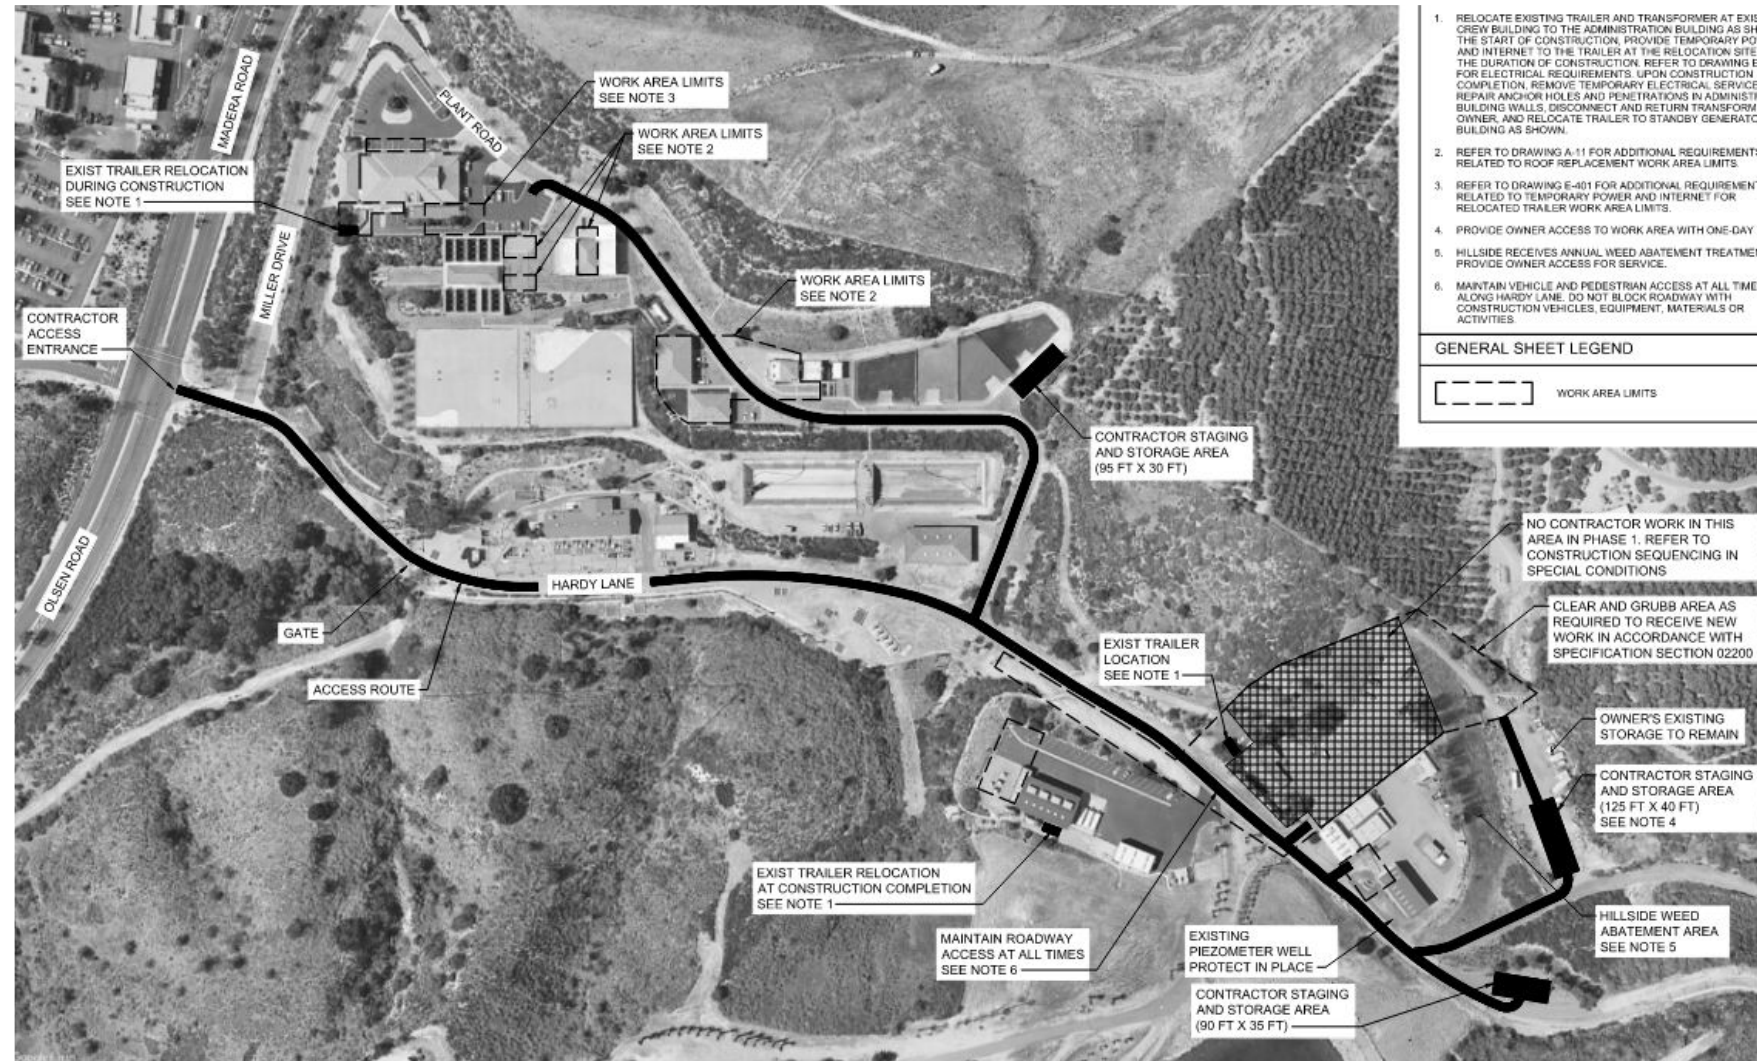 1. RELOCATE EXISTING TRAILER AND TRANSFORMER AT
CREW BUILDING TO THE ADMINISTRATION BUILDING AS
THE START OF CONSTRUCTION, PROVIDE TEMPORARY
AND INTERNET TO THE TRAILER AT THE RELOCATION SITE
THE DURATION OF CONSTRUCTION. REFER TO DRAWING
FOR ELECTRICAL REQUIREMENTS. UPON CONSTRUCTION
COMPLETION, REMOVE TEMPORARY ELECTRICAL SERVICE
REPAIR ANCHOR HOLES AND PENETRATIONS IN
BUILDING WALLS, DISCONNECT AND RETURN
OWNER, AND RELOCATE TRAILER TO STANDBY
BUILDING AS SHOWN.
2. REFER TO DRAWING A-11 FOR ADDITIONAL REQUIREMENTS
RELATED TO ROOF REPLACEMENT WORK AREA LIMITS.
3. REFER TO DRAWING E-401 FOR ADDITIONAL REQUIREMENT
RELATED TO TEMPORARY POWER AND INTERNET FOR
RELOCATED TRAILER WORK AREA LIMITS.
4. PROVIDE OWNER ACCESS TO WORK AREA WITH ONE-DAY
5. HILLSIDE RECEIVES ANNUAL WEED ABATEMENT
PROVIDE OWNER ACCESS FOR SERVICE.
6. MAINTAIN VEHICLE AND PEDESTRIAN ACCESS AT ALL TIME
ALONG HARDY LANE. DO NOT BLOCK ROADWAY WITH
CONSTRUCTION VEHICLES, EQUIPMENT, MATERIALS OR
ACTIVITIES.
GENERAL SHEET LEGEND
WORK AREA LIMITS
MADERA ROAD
PLANT ROAD
WORK AREA LIMITS
SEE NOTE 3
WORK AREA LIMITS
SEE NOTE 2
EXIST TRAILER RELOCATION
DURING CONSTRUCTION
SEE NOTE 1
MILLER DRIVE
WORK AREA LIMITS
SEE NOTE 2
CONTRACTOR
ACCESS
ENTRANCE
CONTRACTOR STAGING
AND STORAGE AREA
(95 FT X 30 FT)
OLSEN ROAD
HARDY LANE
GATE
ACCESS ROUTE
NO CONTRACTOR WORK IN THIS
AREA IN PHASE 1. REFER TO
CONSTRUCTION SEQUENCING IN
SPECIAL CONDITIONS
CLEAR AND GRUBB AREA AS
REQUIRED TO RECEIVE NEW
WORK IN ACCORDANCE WITH
SPECIFICATION SECTION 02200
EXIST TRAILER
LOCATION
SEE NOTE 1
OWNER'S EXISTING
STORAGE TO REMAIN
CONTRACTOR STAGING
AND STORAGE AREA
(125 FT X 40 FT)
SEE NOTE 4
EXIST TRAILER RELOCATION
AT CONSTRUCTION COMPLETION
SEE NOTE 1
MAINTAIN ROADWAY
ACCESS AT ALL TIMES
SEE NOTE 6
EXISTING
PIEZOMETER WELL
PROTECT IN PLACE
HILLSIDE WEED
ABATEMENT AREA
SEE NOTE 5
CONTRACTOR STAGING
AND STORAGE AREA
(90 FT X 35 FT)